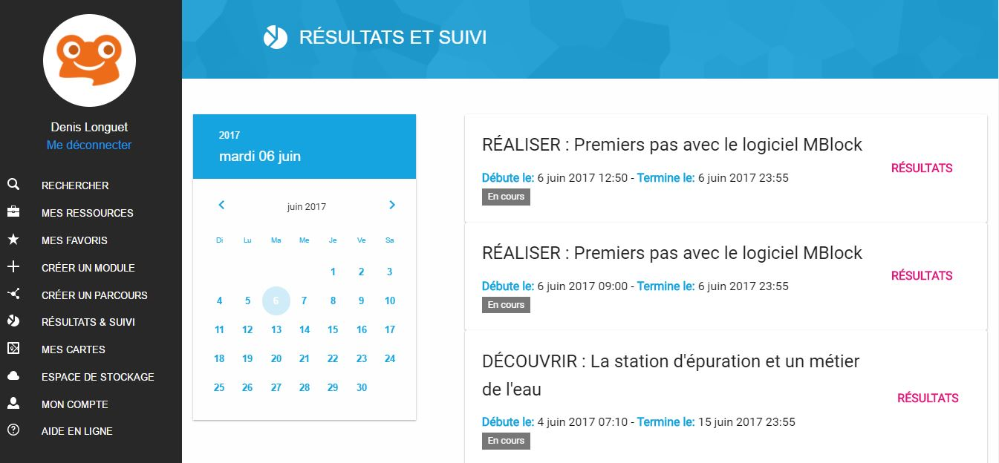 RÉSULTATS ET SUIVI
Denis Longuet
Me déconnecter
RECHERCHER
MES RESSOURCES
MES FAVORIS
CRÉER UN MODULE
CRÉER UN PARCOURS
RÉSULTATS & SUIVI
MES CARTES
ESPACE DE STOCKAGE
MON COMPTE
AIDE EN LIGNE
2017
mardi 06 juin
juin 2017
Di Lu Ma Me Je Ve Sa
1 2 3
4 5 6 7 8 9 10
11 12 13 14 15 16 17
18 19 20 21 22 23 24
25 26 27 28 29 30
RÉALISER : Premiers pas avec le logiciel MBlock
RÉSULTATS
Débute le: 6 juin 2017 12:50 - Termine le: 6 juin 2017 23:55
En cours
RÉALISER : Premiers pas avec le logiciel MBlock
RÉSULTATS
Débute le: 6 juin 2017 09:00 - Termine le: 6 juin 2017 23:55
En cours
DÉCOUVRIR : La station d'épuration et un métier
de l'eau
RÉSULTATS
Débute le: 4 juin 2017 07:10 - Termine le: 15 juin 2017 23:55
En cours